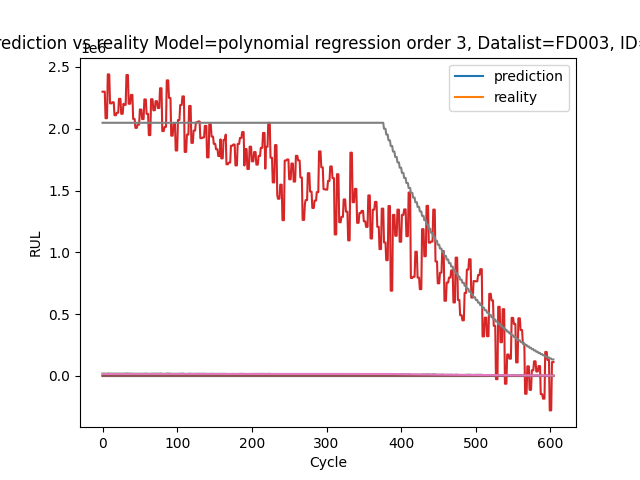 rediction vs reality Model=polynomial regression order 3, Datalist=FD003, ID=
1e6
2.5
2.0
1.5
1.0
0.5
0.0
RUL
0 100 200 300 400 500 600
Cycle
prediction
reality